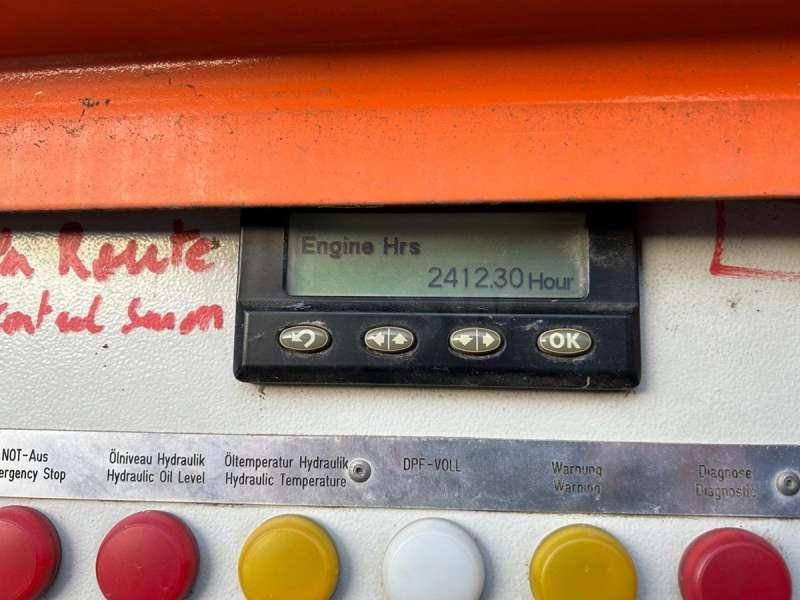 Engine Hrs
2412.30 Hour
OK
Route
NOT-Aus
ergency Stop
Ölniveau Hydraulik
Hydraulic Oil Level
Öltemperatur Hydraulik
Hydraulic Temperature
DPF-VOLL
Warnung
Warning
Diagnose
Diagnostic